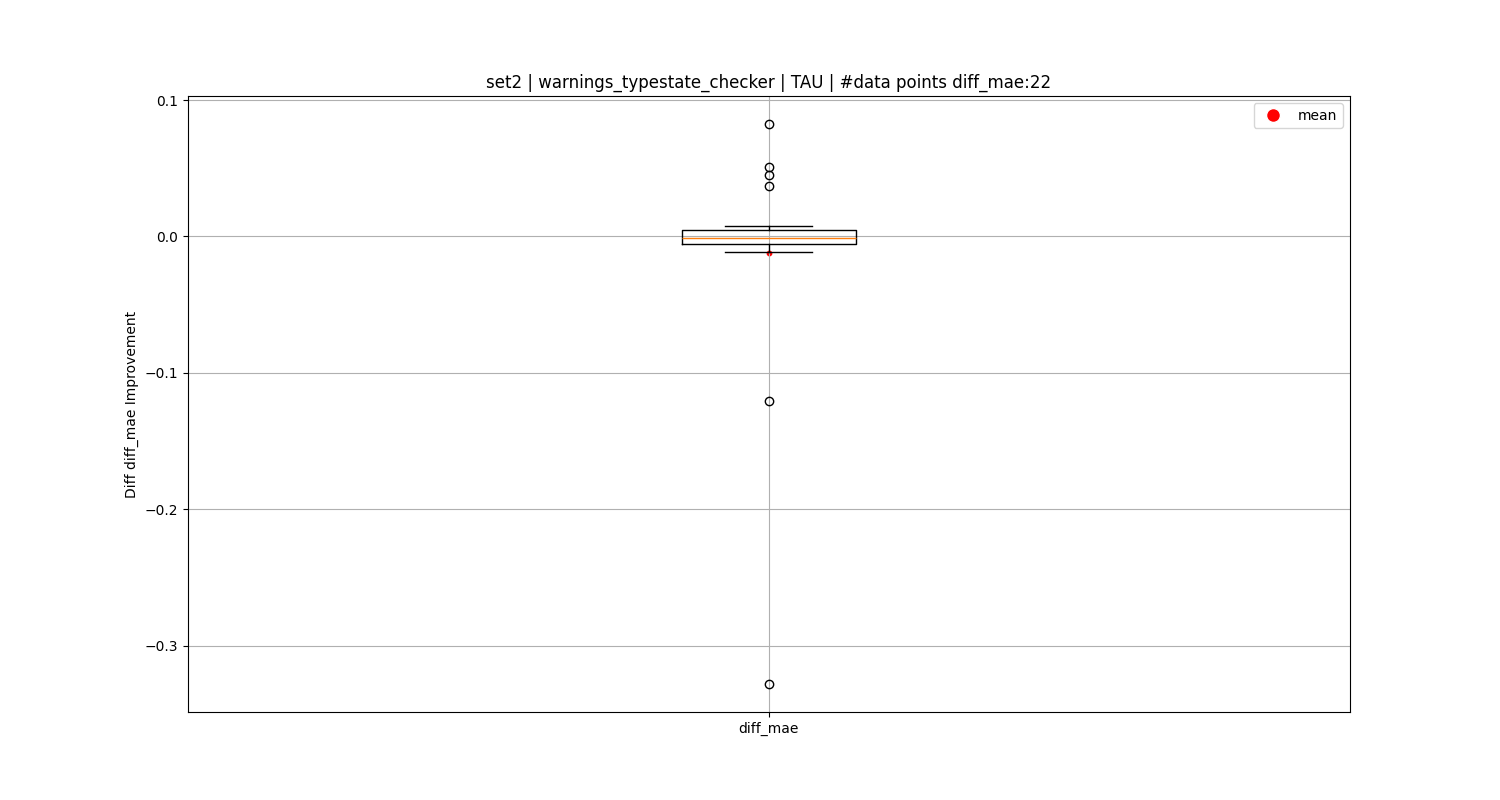 set2 | warnings_typestate_checker | TAU | #data points diff_mae:22
mean
0.1
0.0
−0.1
−0.2
−0.3
Diff diff_mae Improvement
diff_mae